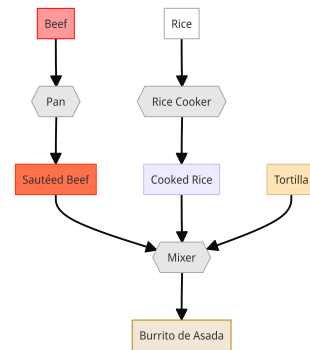 Beef
Rice
Pan
Rice Cooker
Sautéed Beef
Cooked Rice
Tortilla
Mixer
Burrito de Asada